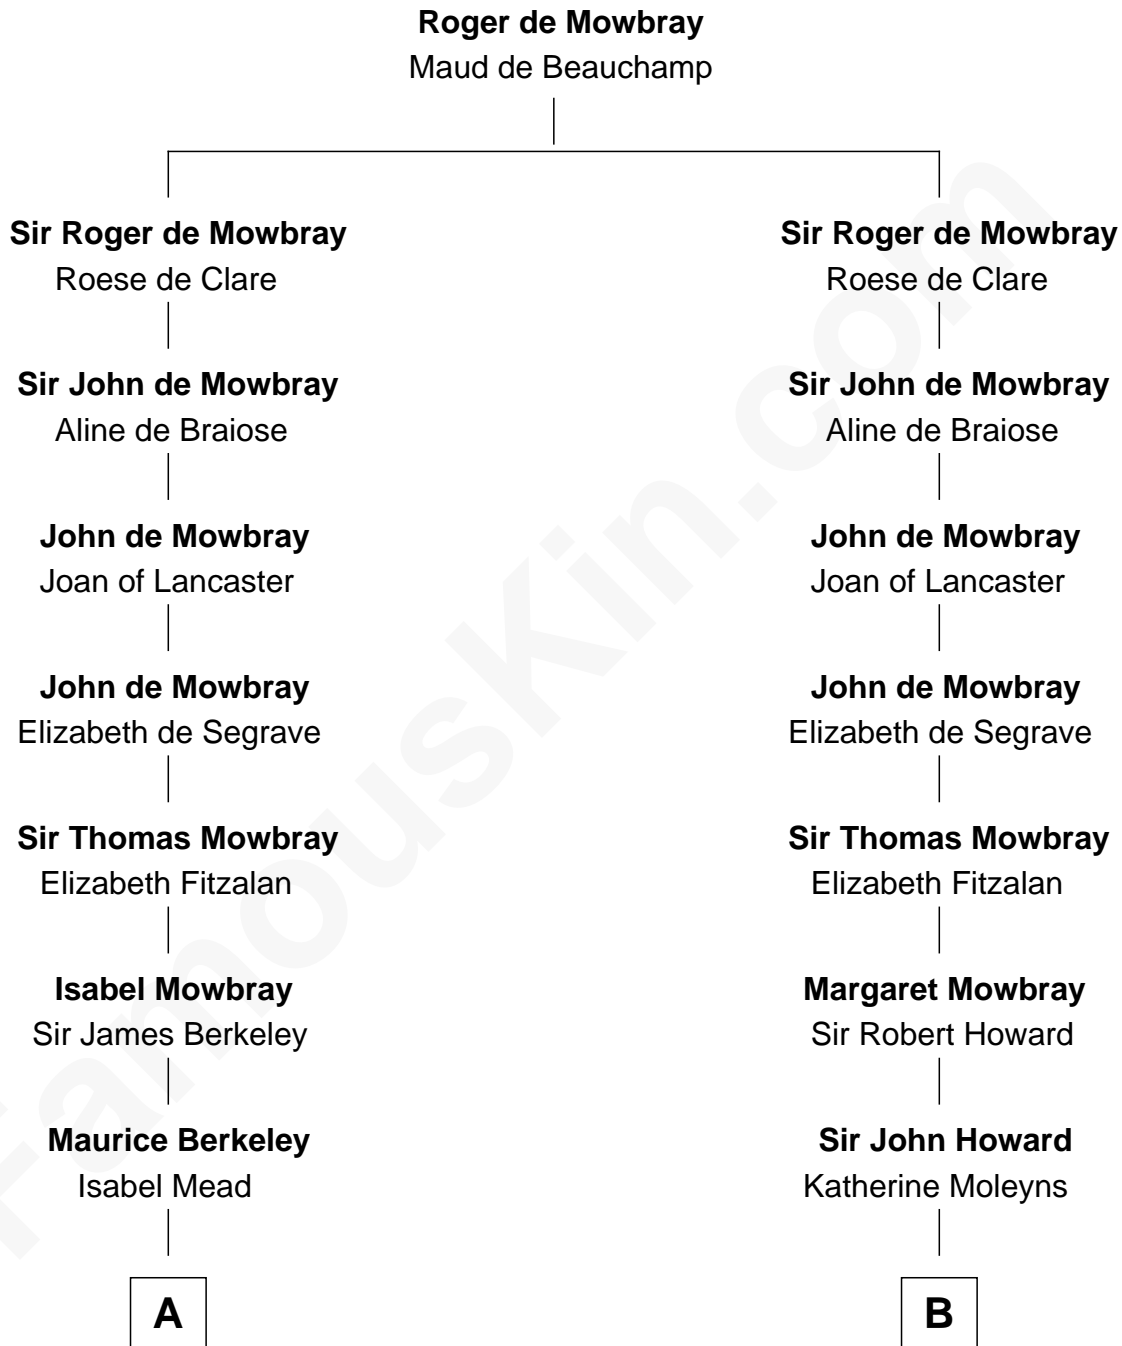 Roger de Mowbray
Maud de Beauchamp
Sir Roger de Mowbray
Roese de Clare
Sir John de Mowbray
Aline de Braiose
John de Mowbray
Joan of Lancaster
John de Mowbray
Elizabeth de Segrave
Sir Thomas Mowbray
Elizabeth Fitzalan
Isabel Mowbray
Sir James Berkeley
Maurice Berkeley
Isabel Mead
A
Sir Roger de Mowbray
Roese de Clare
Sir John de Mowbray
Aline de Braiose
John de Mowbray
Joan of Lancaster
John de Mowbray
Elizabeth de Segrave
Sir Thomas Mowbray
Elizabeth Fitzalan
Margaret Mowbray
Sir Robert Howard
Sir John Howard
Katherine Moleyns
B
FamousKin.com